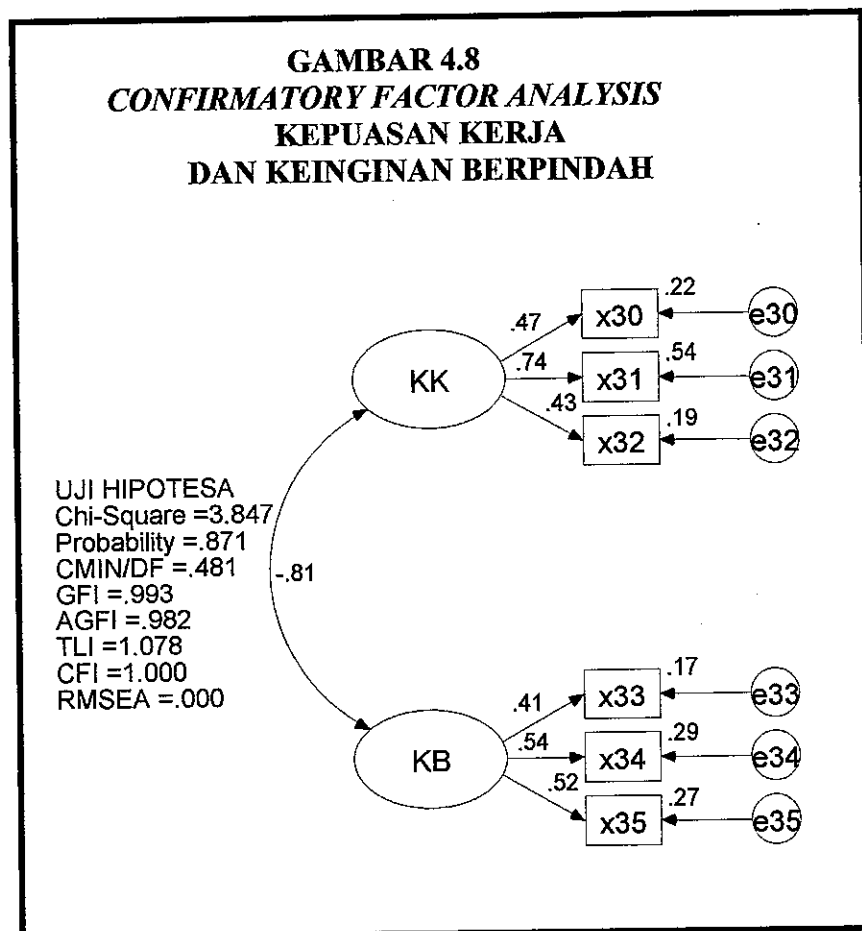 GAMBAR 4.8
CONFIRMATORY FACTOR ANALYSIS
KEPUASAN KERJA
DAN KEINGINAN BERPINDAH
.47
x30
.22
e30
KK
.74
x31
.54
e31
.43
x32
.19
e32
UJI HIPOTESA
Chi-Square =3.847
Probability =.871
CMIN/DF =.481
GFI =.993
AGFI =.982
TLI =1.078
CFI =1.000
RMSEA =.000
-.81
.41
x33
.17
e33
KB
.54
x34
.29
e34
.52
x35
.27
e35